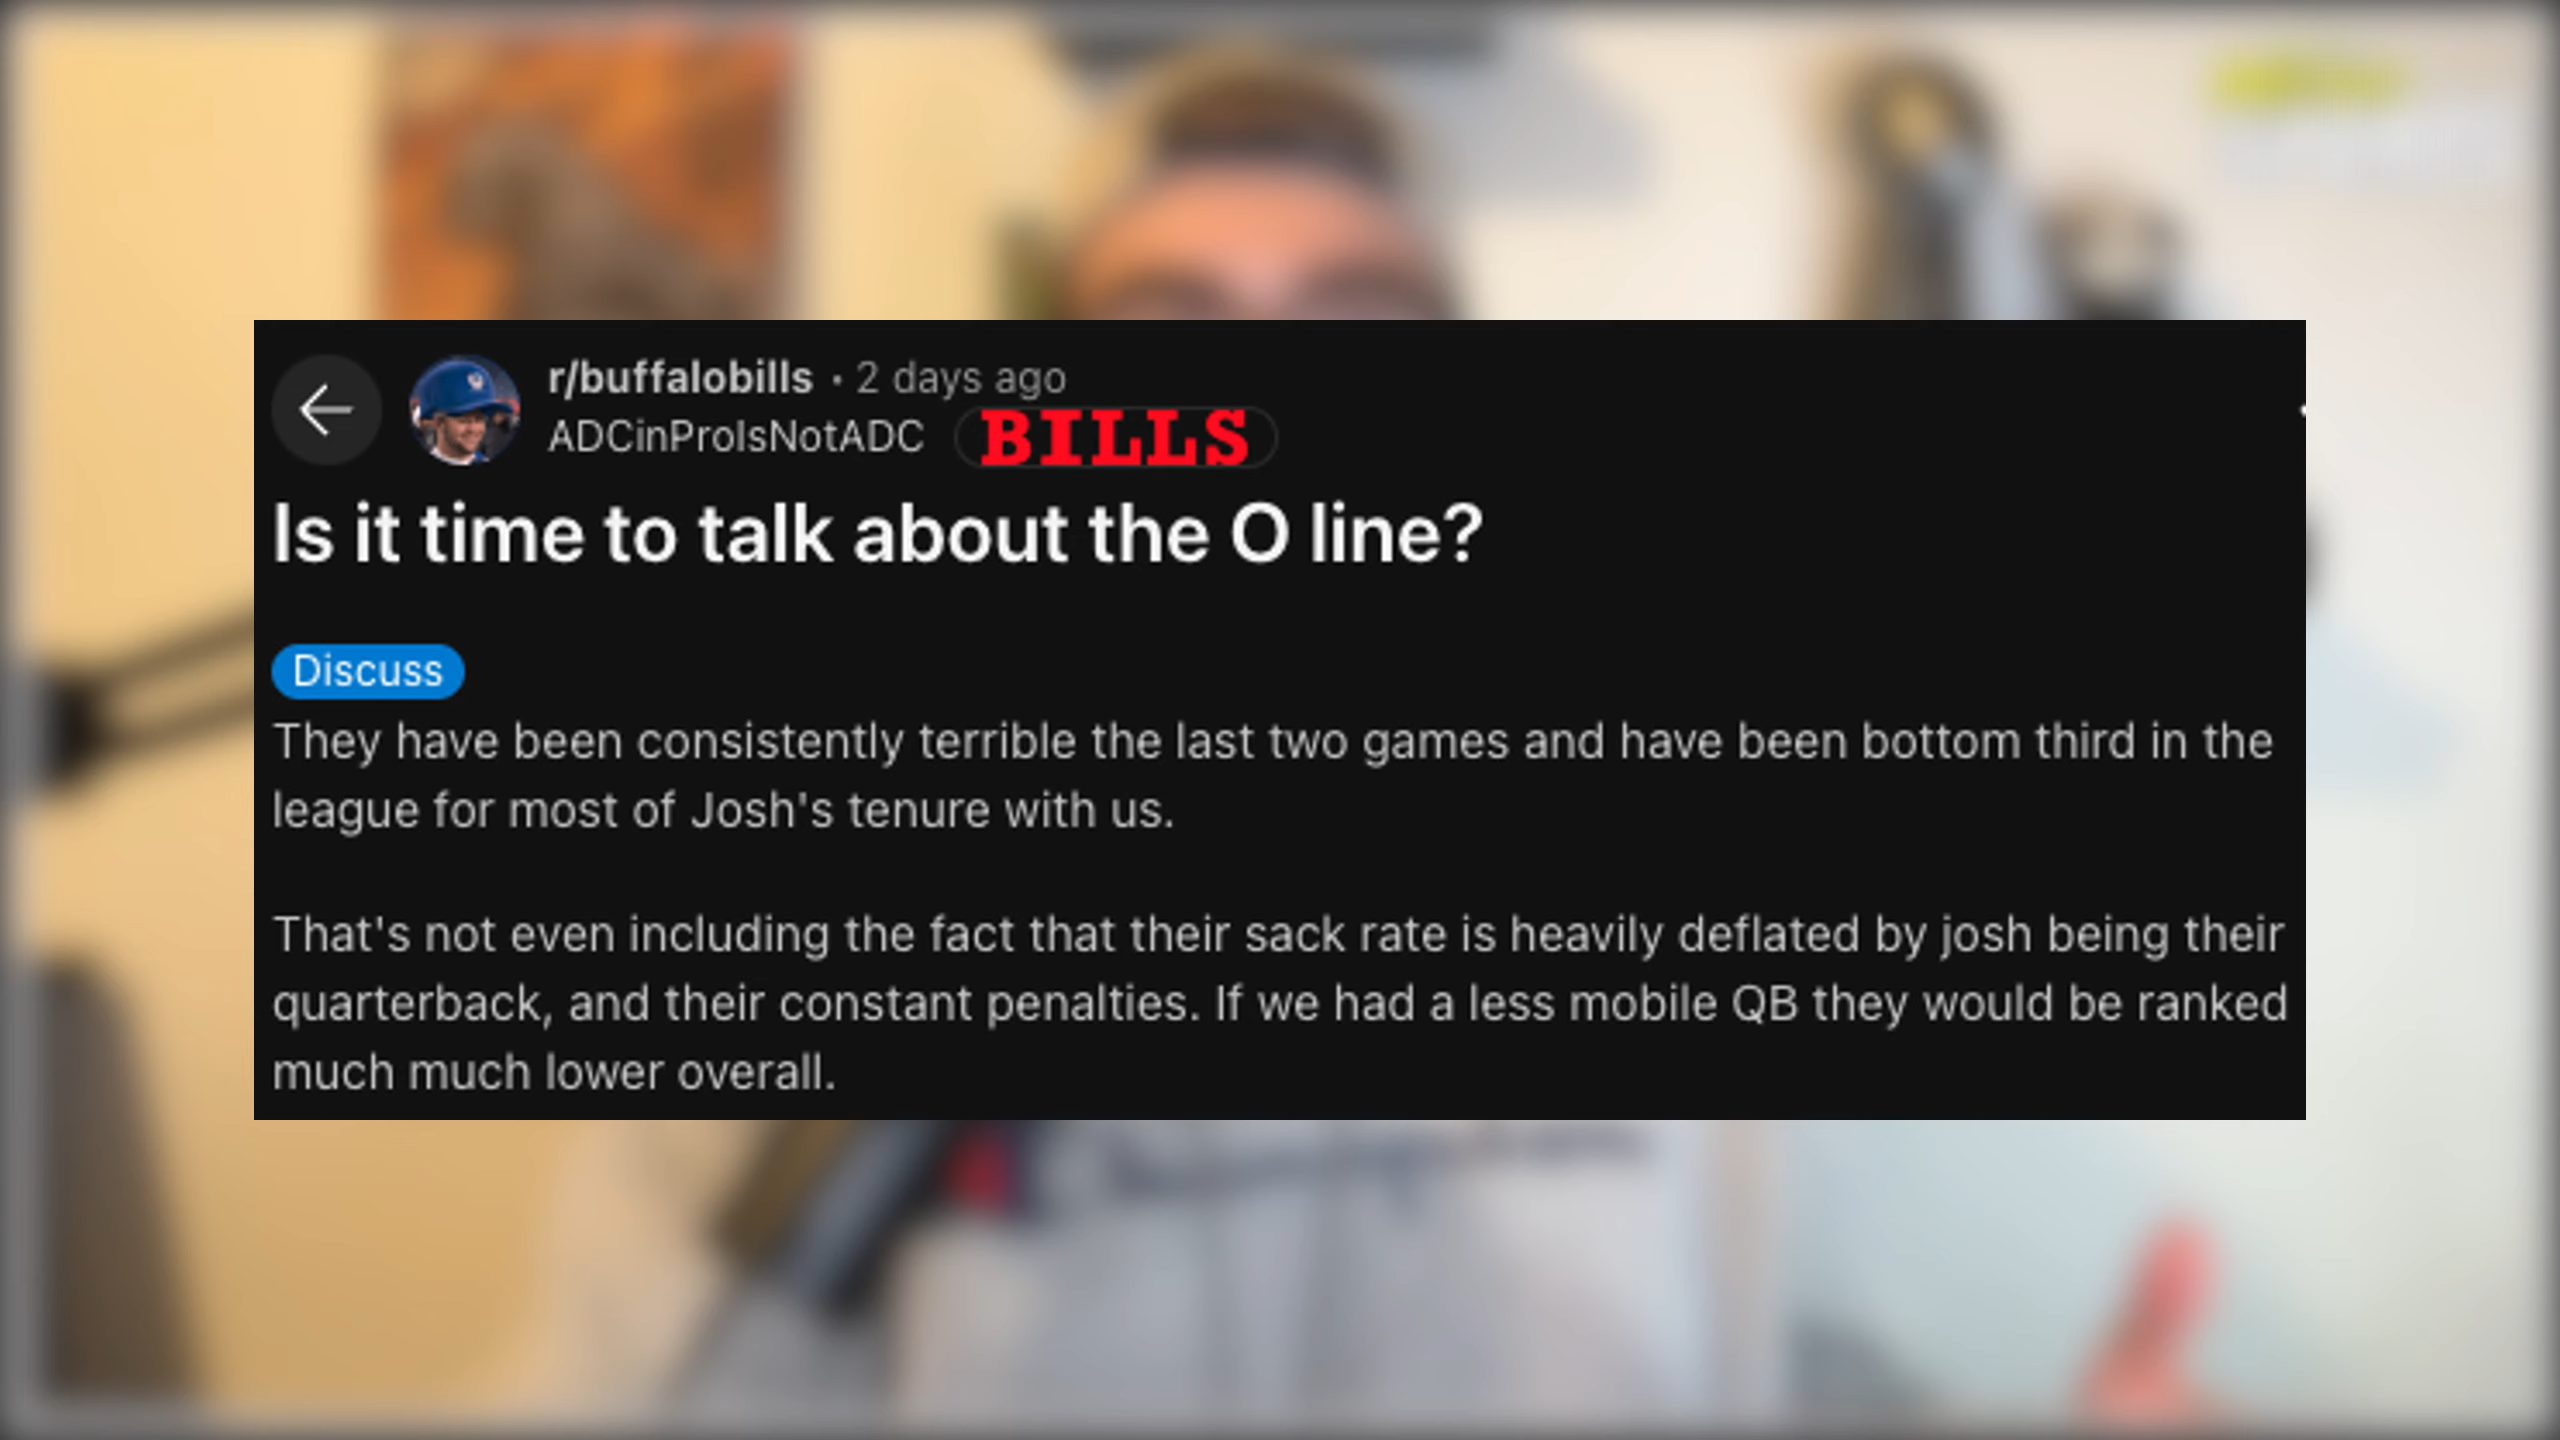 r/buffalobills • 2 days ago
ADCinProIsNotADC BILLS
Is it time to talk about the O line?
Discuss
They have been consistently terrible the last two games and have been bottom third in the
league for most of Josh's tenure with us.
That's not even including the fact that their sack rate is heavily deflated by josh being their
quarterback, and their constant penalties. If we had a less mobile QB they would be ranked
much much lower overall.